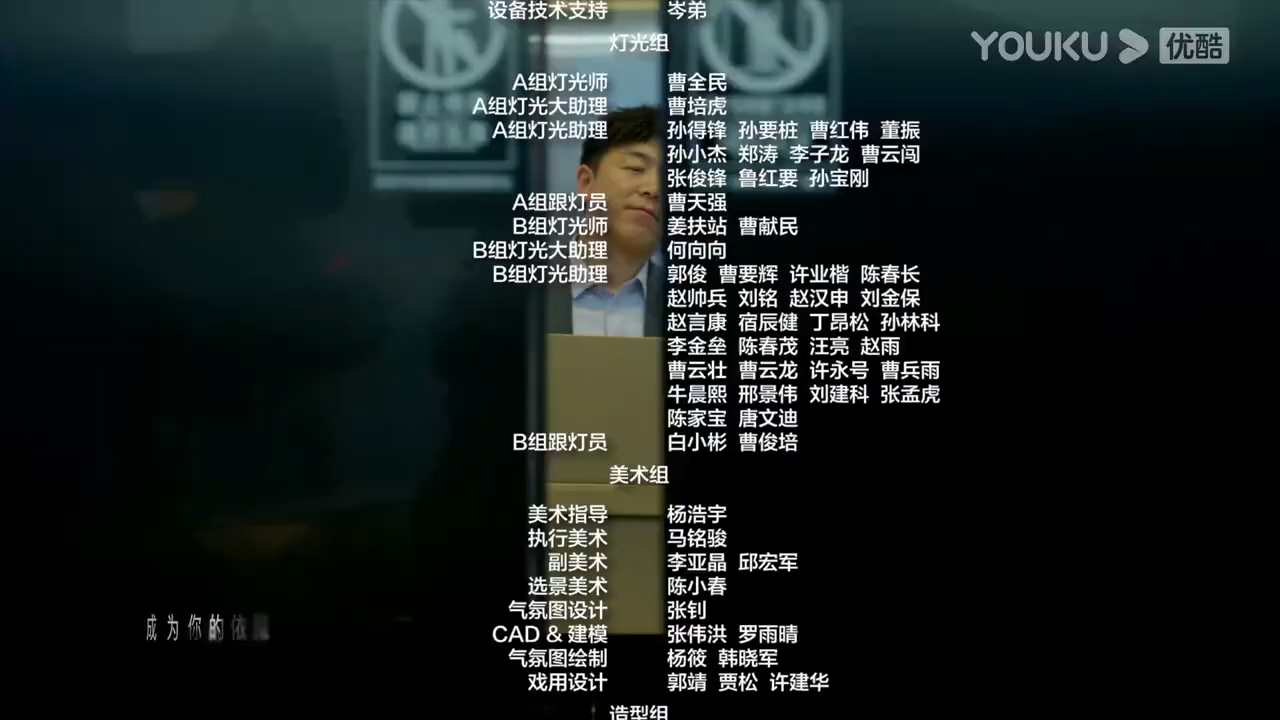 设备技术支持 岑弟
YOUKU 优酷
灯光组
A组灯光师 曹全民
A组灯光大助理 曹培虎
A组灯光助理 孙得锋 孙要桩 曹红伟 董振
孙小杰 郑涛 李子龙 曹云闯
张俊锋 鲁红要 孙宝刚
A组跟灯员 曹天强
B组灯光师 姜扶站 曹献民
B组灯光大助理 何向向
B组灯光助理 郭俊 曹要辉 许业楷 陈春长
赵帅兵 刘铭 赵汉申 刘金保
赵言康 宿辰健 丁昂松 孙林科
李金垒 陈春茂 汪亮 赵雨
曹云壮 曹云龙 许永号 曹兵雨
牛晨熙 邢景伟 刘建科 张孟虎
陈家宝 唐文迪
B组跟灯员 白小彬 曹俊培
美术组
美术指导 杨浩宇
执行美术 马铭骏
副美术 李亚晶 邱宏军
选景美术 陈小春
气氛图设计 张钊
CAD & 建模 张伟洪 罗雨晴
气氛图绘制 杨筱 韩晓军
戏用设计 郭靖 贾松 许建华
成为你的依
造型组